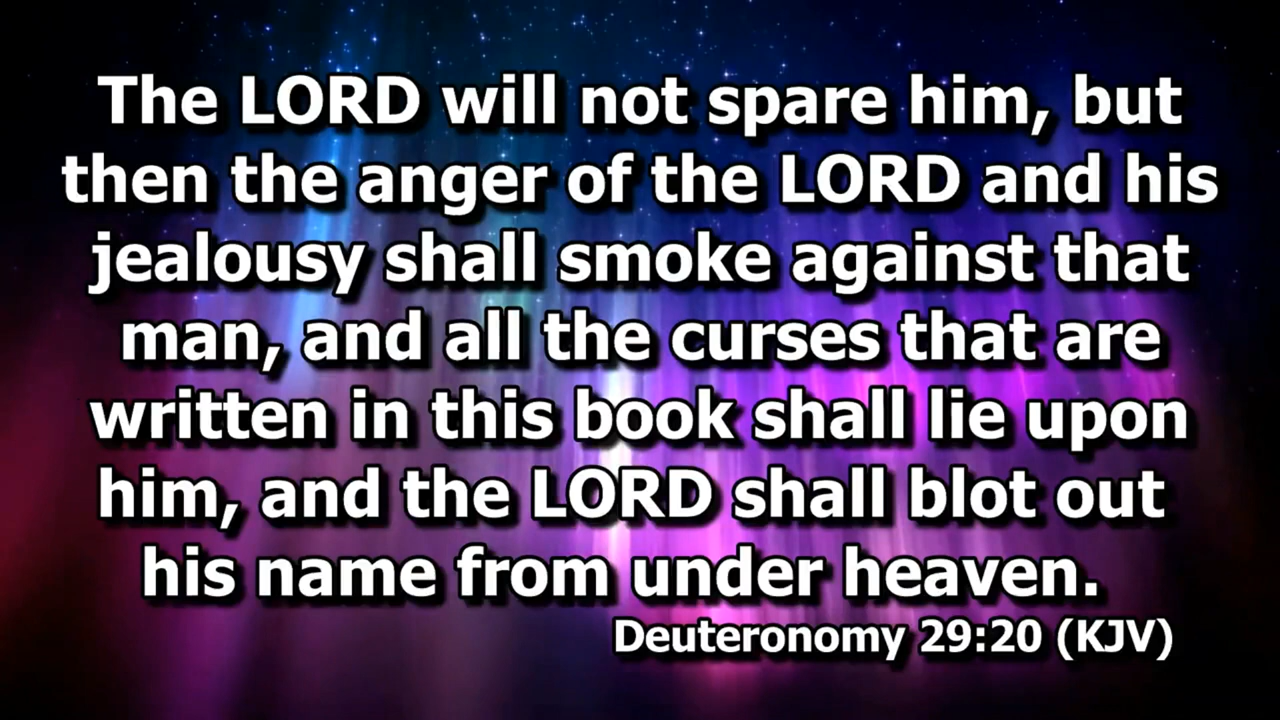 The LORD will not spare him, but
then the anger of the LORD and his
jealousy shall smoke against that
man, and all the curses that are
written in this book shall lie upon
him, and the LORD shall blot out
his name from under heaven.
Deuteronomy 29:20 (KJV)